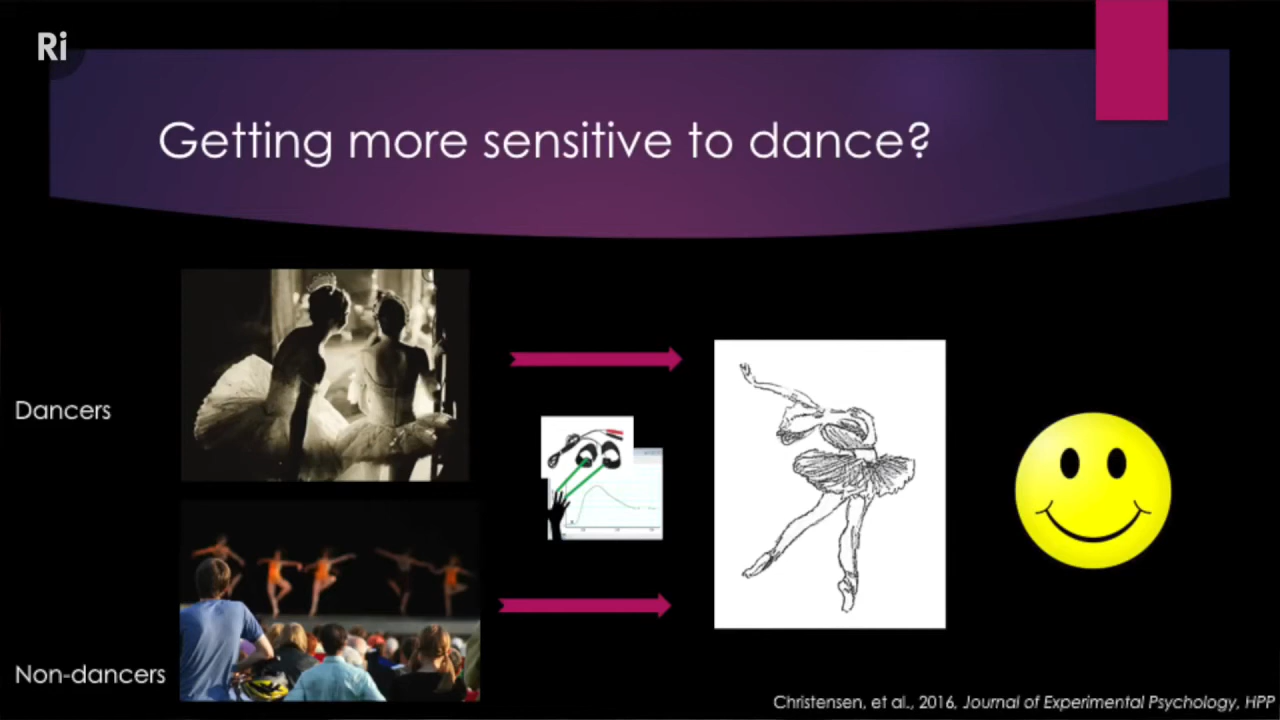 Ri
Getting more sensitive to dance?
Dancers
Non-dancers
Christensen, et al., 2016, Journal of Experimental Psychology, HPP